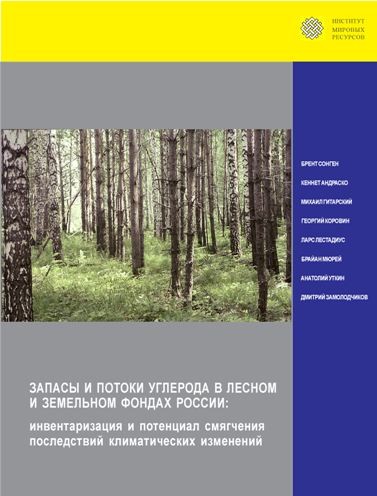 ИНСТИТУТ
МИРОВЫХ
РЕСУРСОВ
БРЕНТ СОНГЕН
КЕННЕТ АНДРАСКО
МИХАИЛ ГИТАРСКИЙ
ГЕОРГИЙ КОРОВИН
ЛАРС ЛЕСТАДИУС
БРАЙАН МЮРЕЙ
АНАТОЛИЙ УТКИН
ДМИТРИЙ ЗАМОЛОДЧИКОВ
ЗАПАСЫ И ПОТОКИ УГЛЕРОДА В ЛЕСНОМ
И ЗЕМЕЛЬНОМ ФОНДАХ РОССИИ:
инвентаризация и потенциал смягчения
последствий климатических изменений